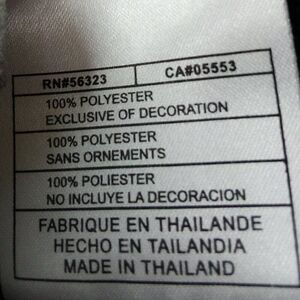 RN#56323 CA#05553
100% POLYESTER
EXCLUSIVE OF DECORATION
100% POLYESTER
SANS ORNEMENTS
100% POLIESTER
NO INCLUYE LA DECORACION
FABRIQUE EN THAILANDE
HECHO EN TAILANDIA
MADE IN THAILAND